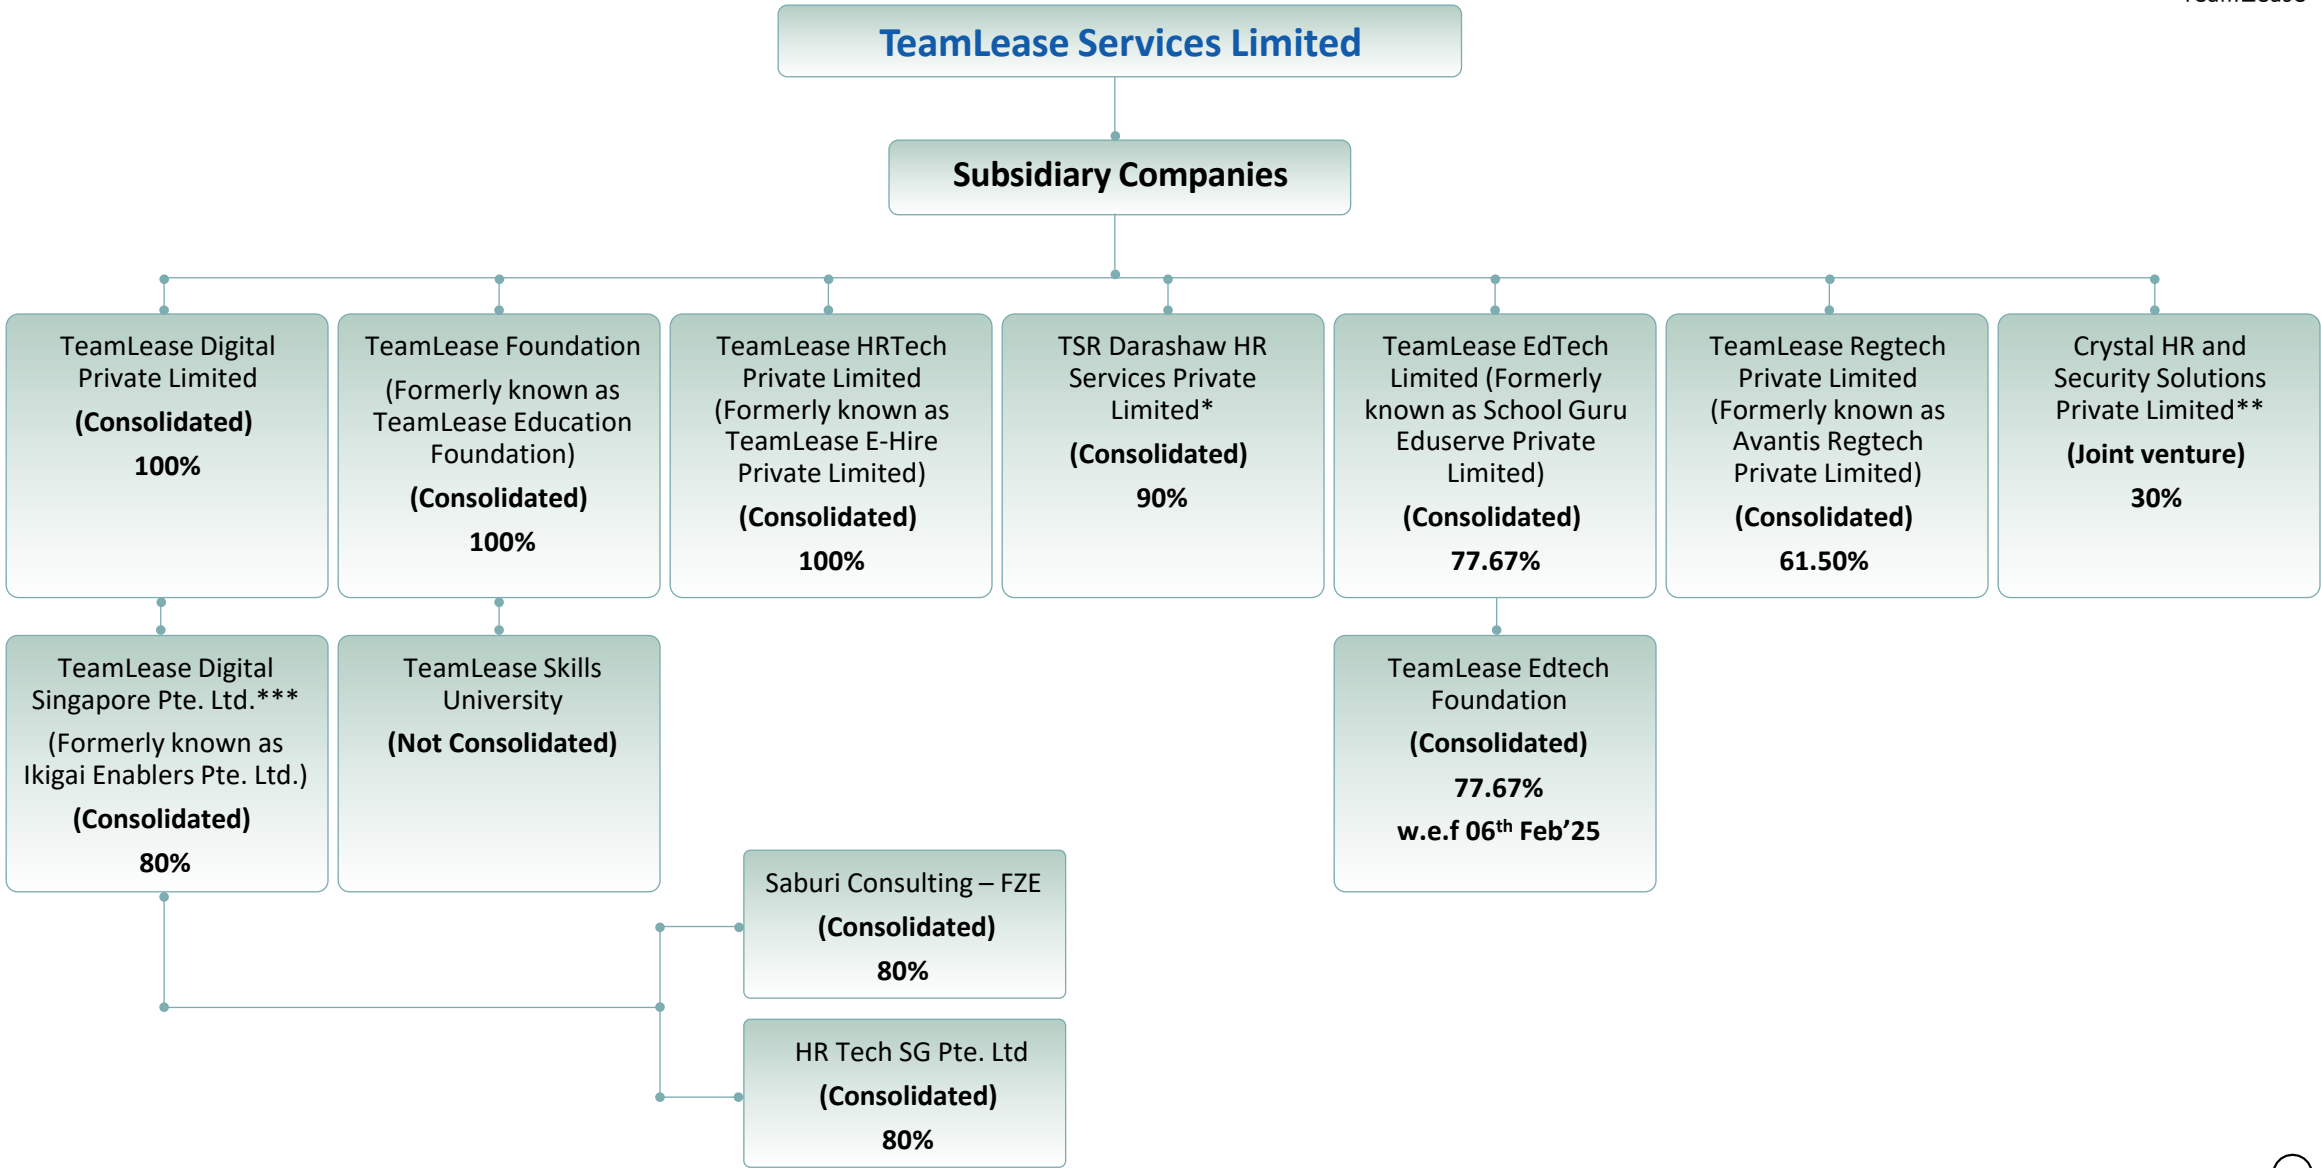 TeamLease Services Limited
Subsidiary Companies
TeamLease Digital
Private Limited
(Consolidated)
100%
TeamLease Foundation
(Formerly known as
TeamLease Education
Foundation)
(Consolidated)
100%
TeamLease HRTech
Private Limited
(Formerly known as
TeamLease E-Hire
Private Limited)
(Consolidated)
100%
TSR Darashaw HR
Services Private
Limited*
(Consolidated)
90%
TeamLease EdTech
Limited (Formerly
known as School Guru
Eduserve Private
Limited)
(Consolidated)
77.67%
TeamLease Regtech
Private Limited
(Formerly known as
Avantis Regtech
Private Limited)
(Consolidated)
61.50%
Crystal HR and
Security Solutions
Private Limited**
(Joint venture)
30%
TeamLease Digital
Singapore Pte. Ltd.***
(Formerly known as
Ikigai Enablers Pte. Ltd.)
(Consolidated)
80%
TeamLease Skills
University
(Not Consolidated)
TeamLease Edtech
Foundation
(Consolidated)
77.67%
w.e.f 06th Feb’25
Saburi Consulting – FZE
(Consolidated)
80%
HR Tech SG Pte. Ltd
(Consolidated)
80%